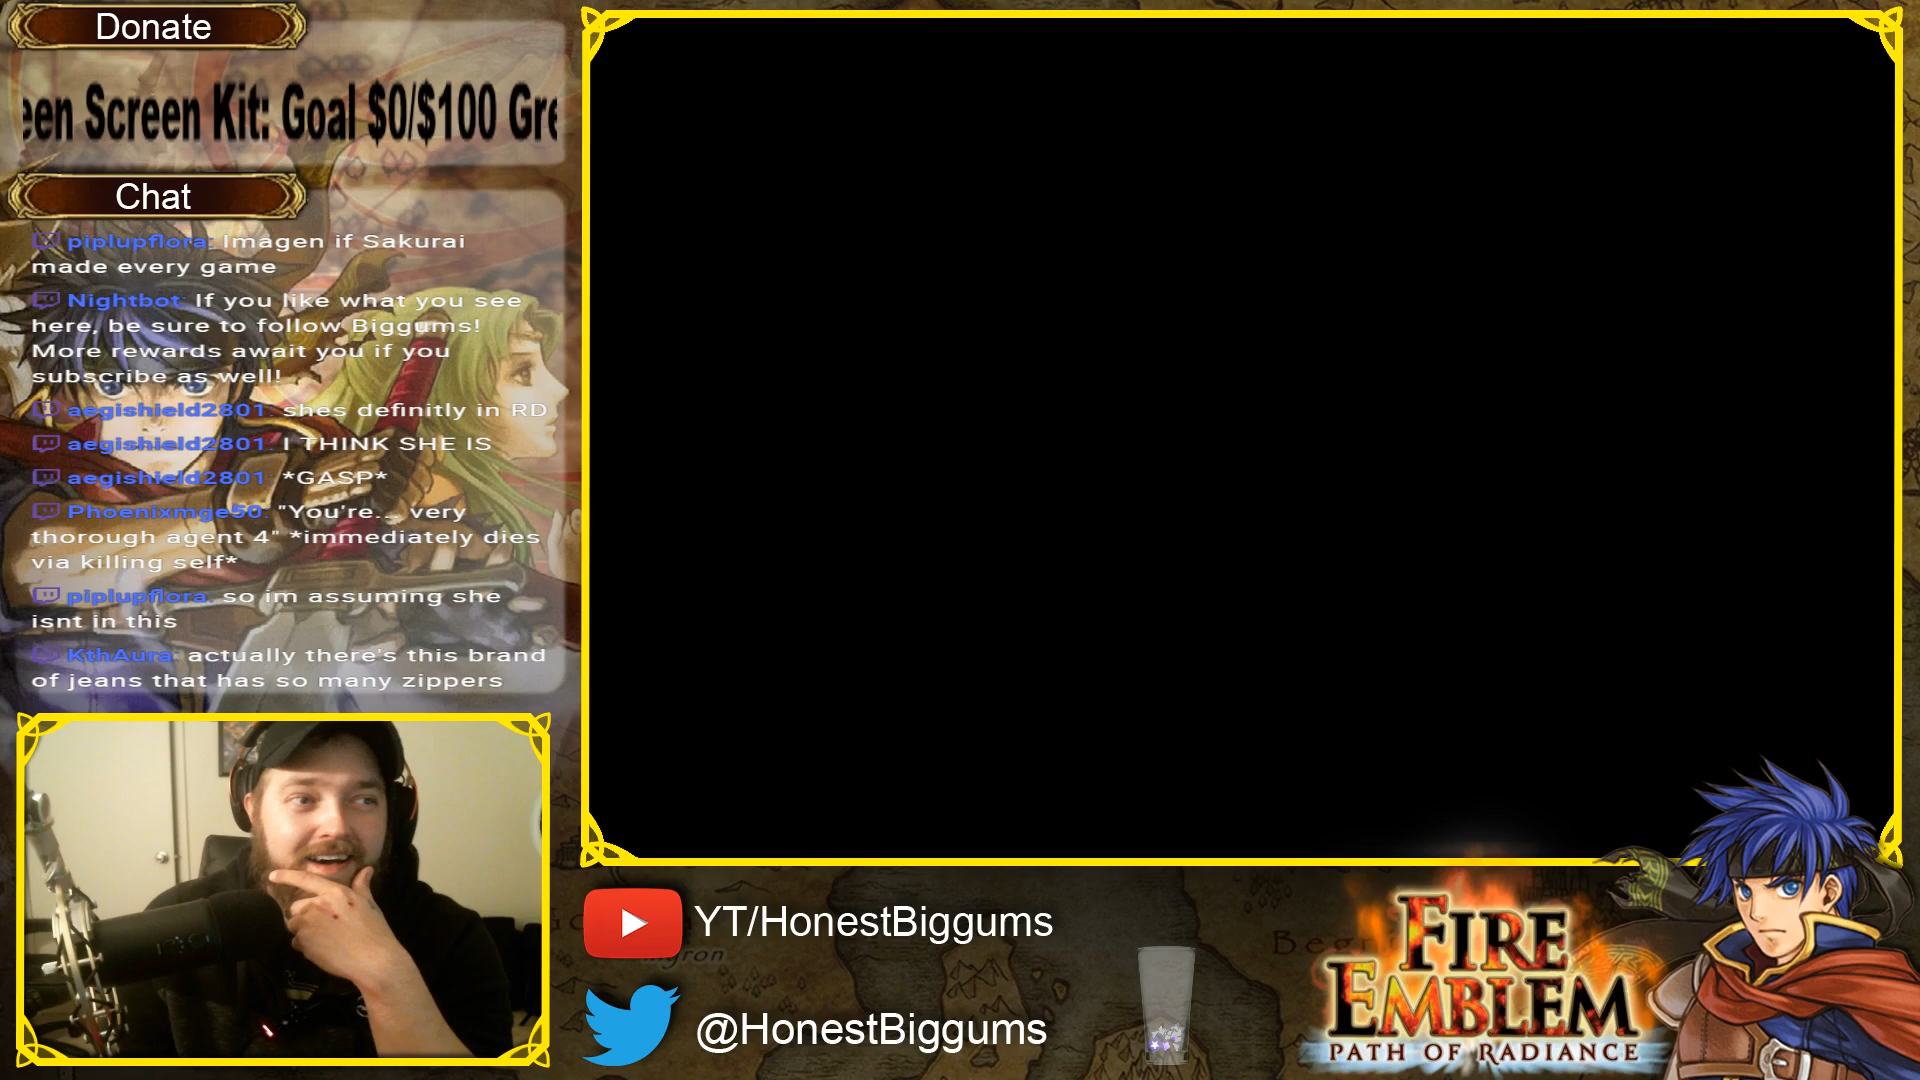 Donate
een Screen Kit: Goal $0/$100 Gre
Chat
piplupflora: Imagen if Sakurai
made every game
Nightbot: If you like what you see
here, be sure to follow Biggums!
More rewards await you if you
subscribe as well!
aegishield2801: shes definitly in RD
aegishield2801: I THINK SHE IS
aegishield2801: *GASP*
Phoenixmge50: "You're... very
thorough agent 4" *immediately dies
via killing self*
piplupflora: so im assuming she
isnt in this
KthAura: actually there's this brand
of jeans that has so many zippers
YT/HonestBiggums
@HonestBiggums
FIRE
EMBLEM
PATH OF RADIANCE